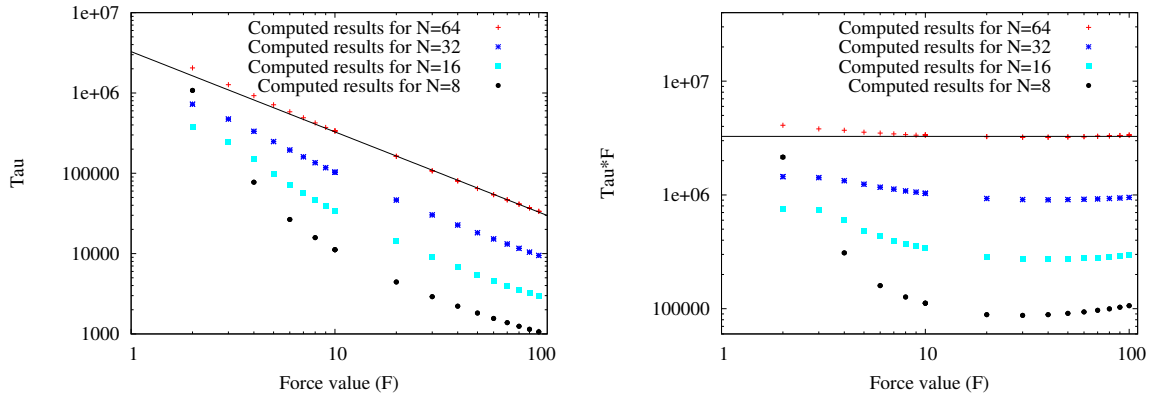 1e+07
1e+06
100000
10000
1000
1
10
100
Tau
Force value (F)
Computed results for N=64
Computed results for N=32
Computed results for N=16
Computed results for N=8
1e+07
1e+06
100000
1
10
100
Tau*F
Force value (F)
Computed results for N=64
Computed results for N=32
Computed results for N=16
Computed results for N=8